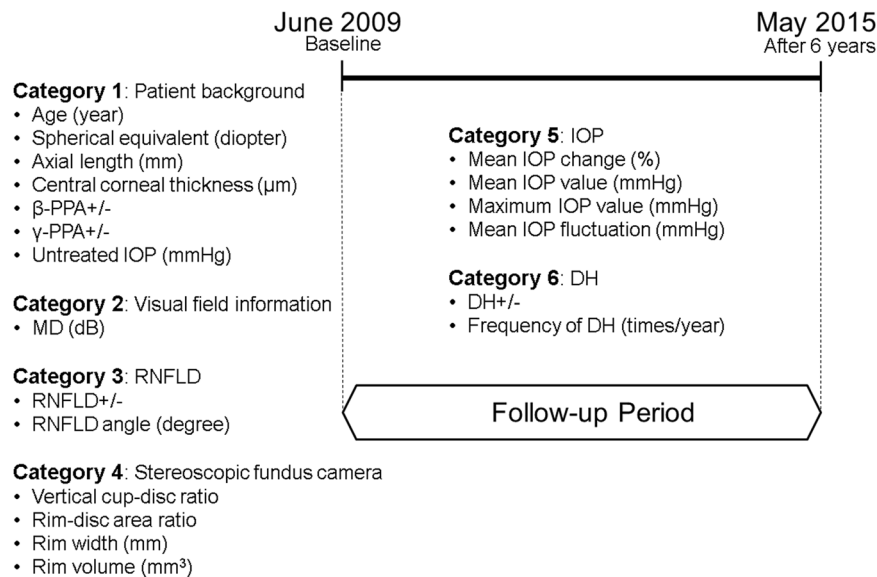 June 2009
Baseline
May 2015
After 6 years
Category 1: Patient background
• Age (year)
• Spherical equivalent (diopter)
• Axial length (mm)
• Central corneal thickness (μm)
• β-PPA+/-
• γ-PPA+/-
• Untreated IOP (mmHg)
Category 2: Visual field information
• MD (dB)
Category 3: RNFLD
• RNFLD+/-
• RNFLD angle (degree)
Category 4: Stereoscopic fundus camera
• Vertical cup-disc ratio
• Rim-disc area ratio
• Rim width (mm)
• Rim volume (mm³)
Category 5: IOP
• Mean IOP change (%)
• Mean IOP value (mmHg)
• Maximum IOP value (mmHg)
• Mean IOP fluctuation (mmHg)
Category 6: DH
• DH+/-
• Frequency of DH (times/year)
Follow-up Period